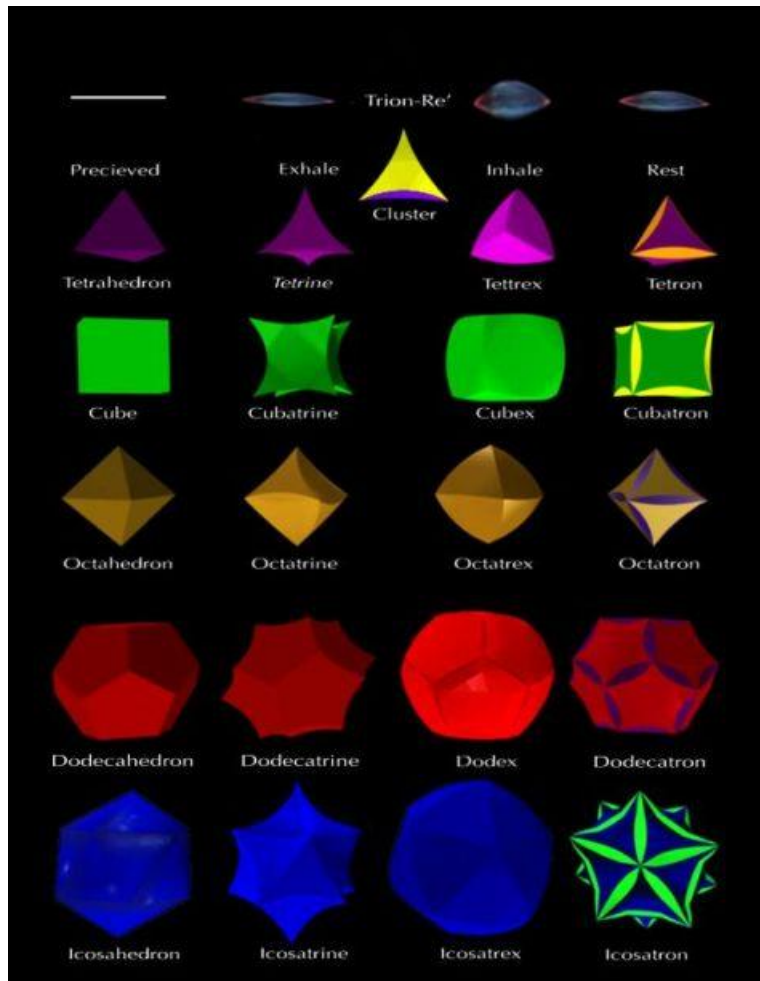 Trion-Re'
Precieved Exhale Inhale Rest
Cluster
Tetrahedron Tetrine Tettrex Tetron
Cube Cubatrine Cubex Cubatron
Octahedron Octatrine Octatrex Octatron
Dodecahedron Dodecatrine Dodex Dodecatron
Icosahedron Icosatrine Icosatrex Icosatron